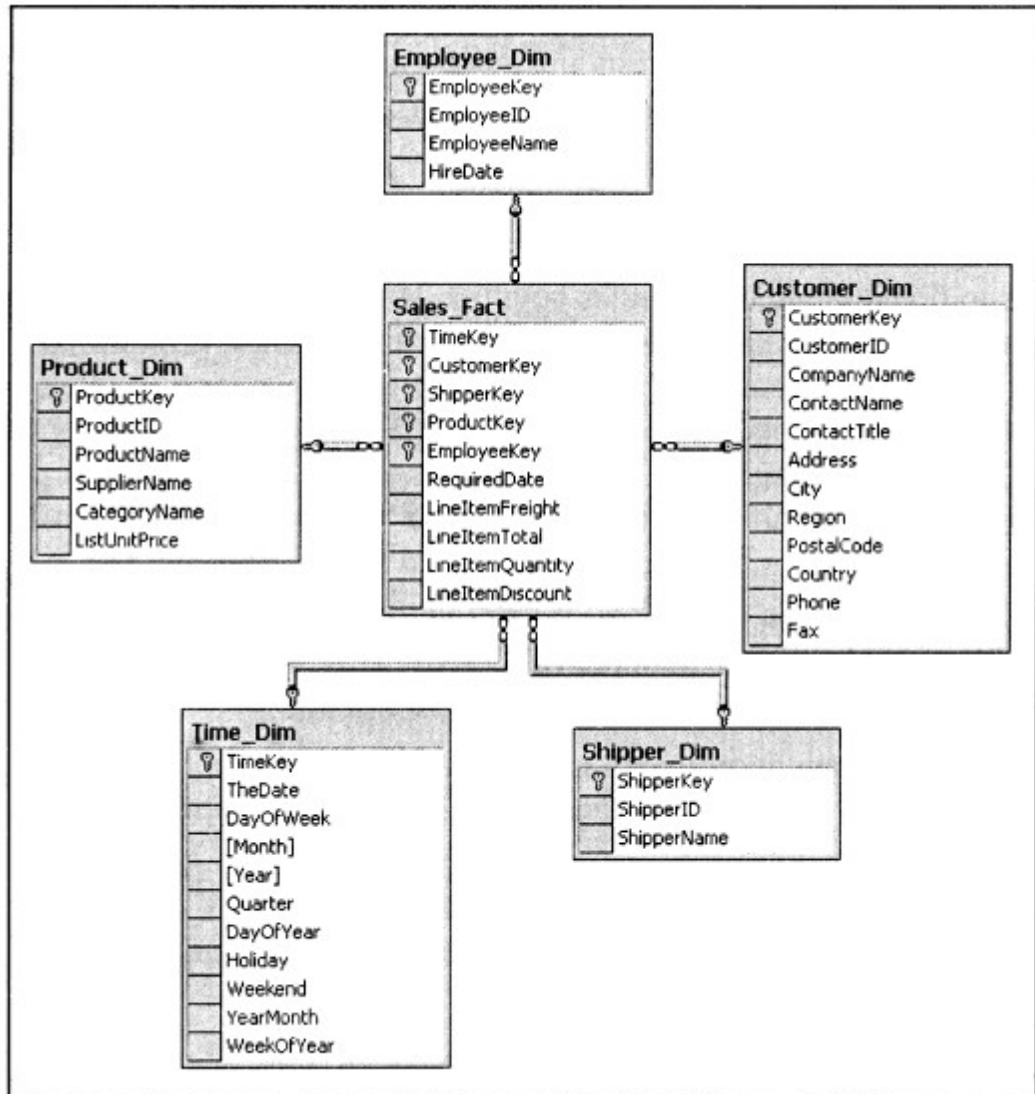 Employee_Dim
EmployeeKey
EmployeeID
EmployeeName
HireDate
Sales_Fact
TimeKey
CustomerKey
ShipperKey
ProductKey
EmployeeKey
RequiredDate
LineItemFreight
LineItemTotal
LineItemQuantity
LineItemDiscount
Customer_Dim
CustomerKey
CustomerID
CompanyName
ContactName
ContactTitle
Address
City
Region
PostalCode
Country
Phone
Fax
Product_Dim
ProductKey
ProductID
ProductName
SupplierName
CategoryName
ListUnitPrice
Time_Dim
TimeKey
TheDate
DayOfWeek
[Month]
[Year]
Quarter
DayOfYear
Holiday
Weekend
YearMonth
WeekOfYear
Shipper_Dim
ShipperKey
ShipperID
ShipperName